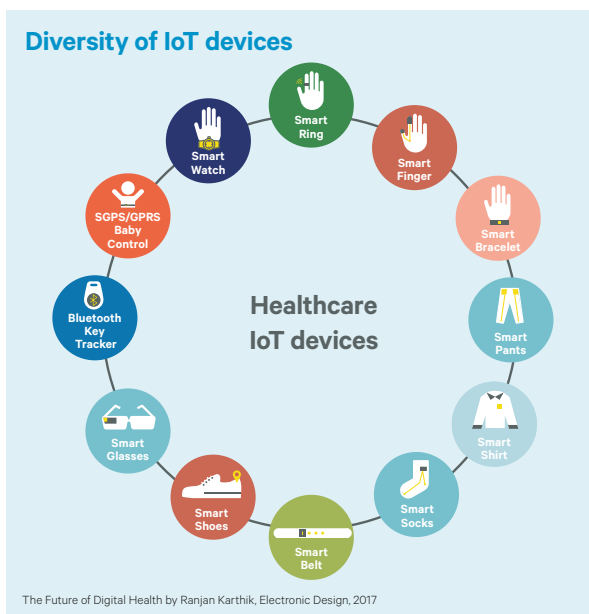 Diversity of IoT devices
Smart
Ring
Smart
Finger
Smart
Bracelet
Smart
Pants
Smart
Shirt
Smart
Socks
Smart
Belt
Smart
Shoes
Smart
Glasses
Bluetooth
Key
Tracker
SGPS/GPRS
Baby
Control
Smart
Watch
Healthcare
IoT devices
The Future of Digital Health by Ranjan Karthik, Electronic Design, 2017